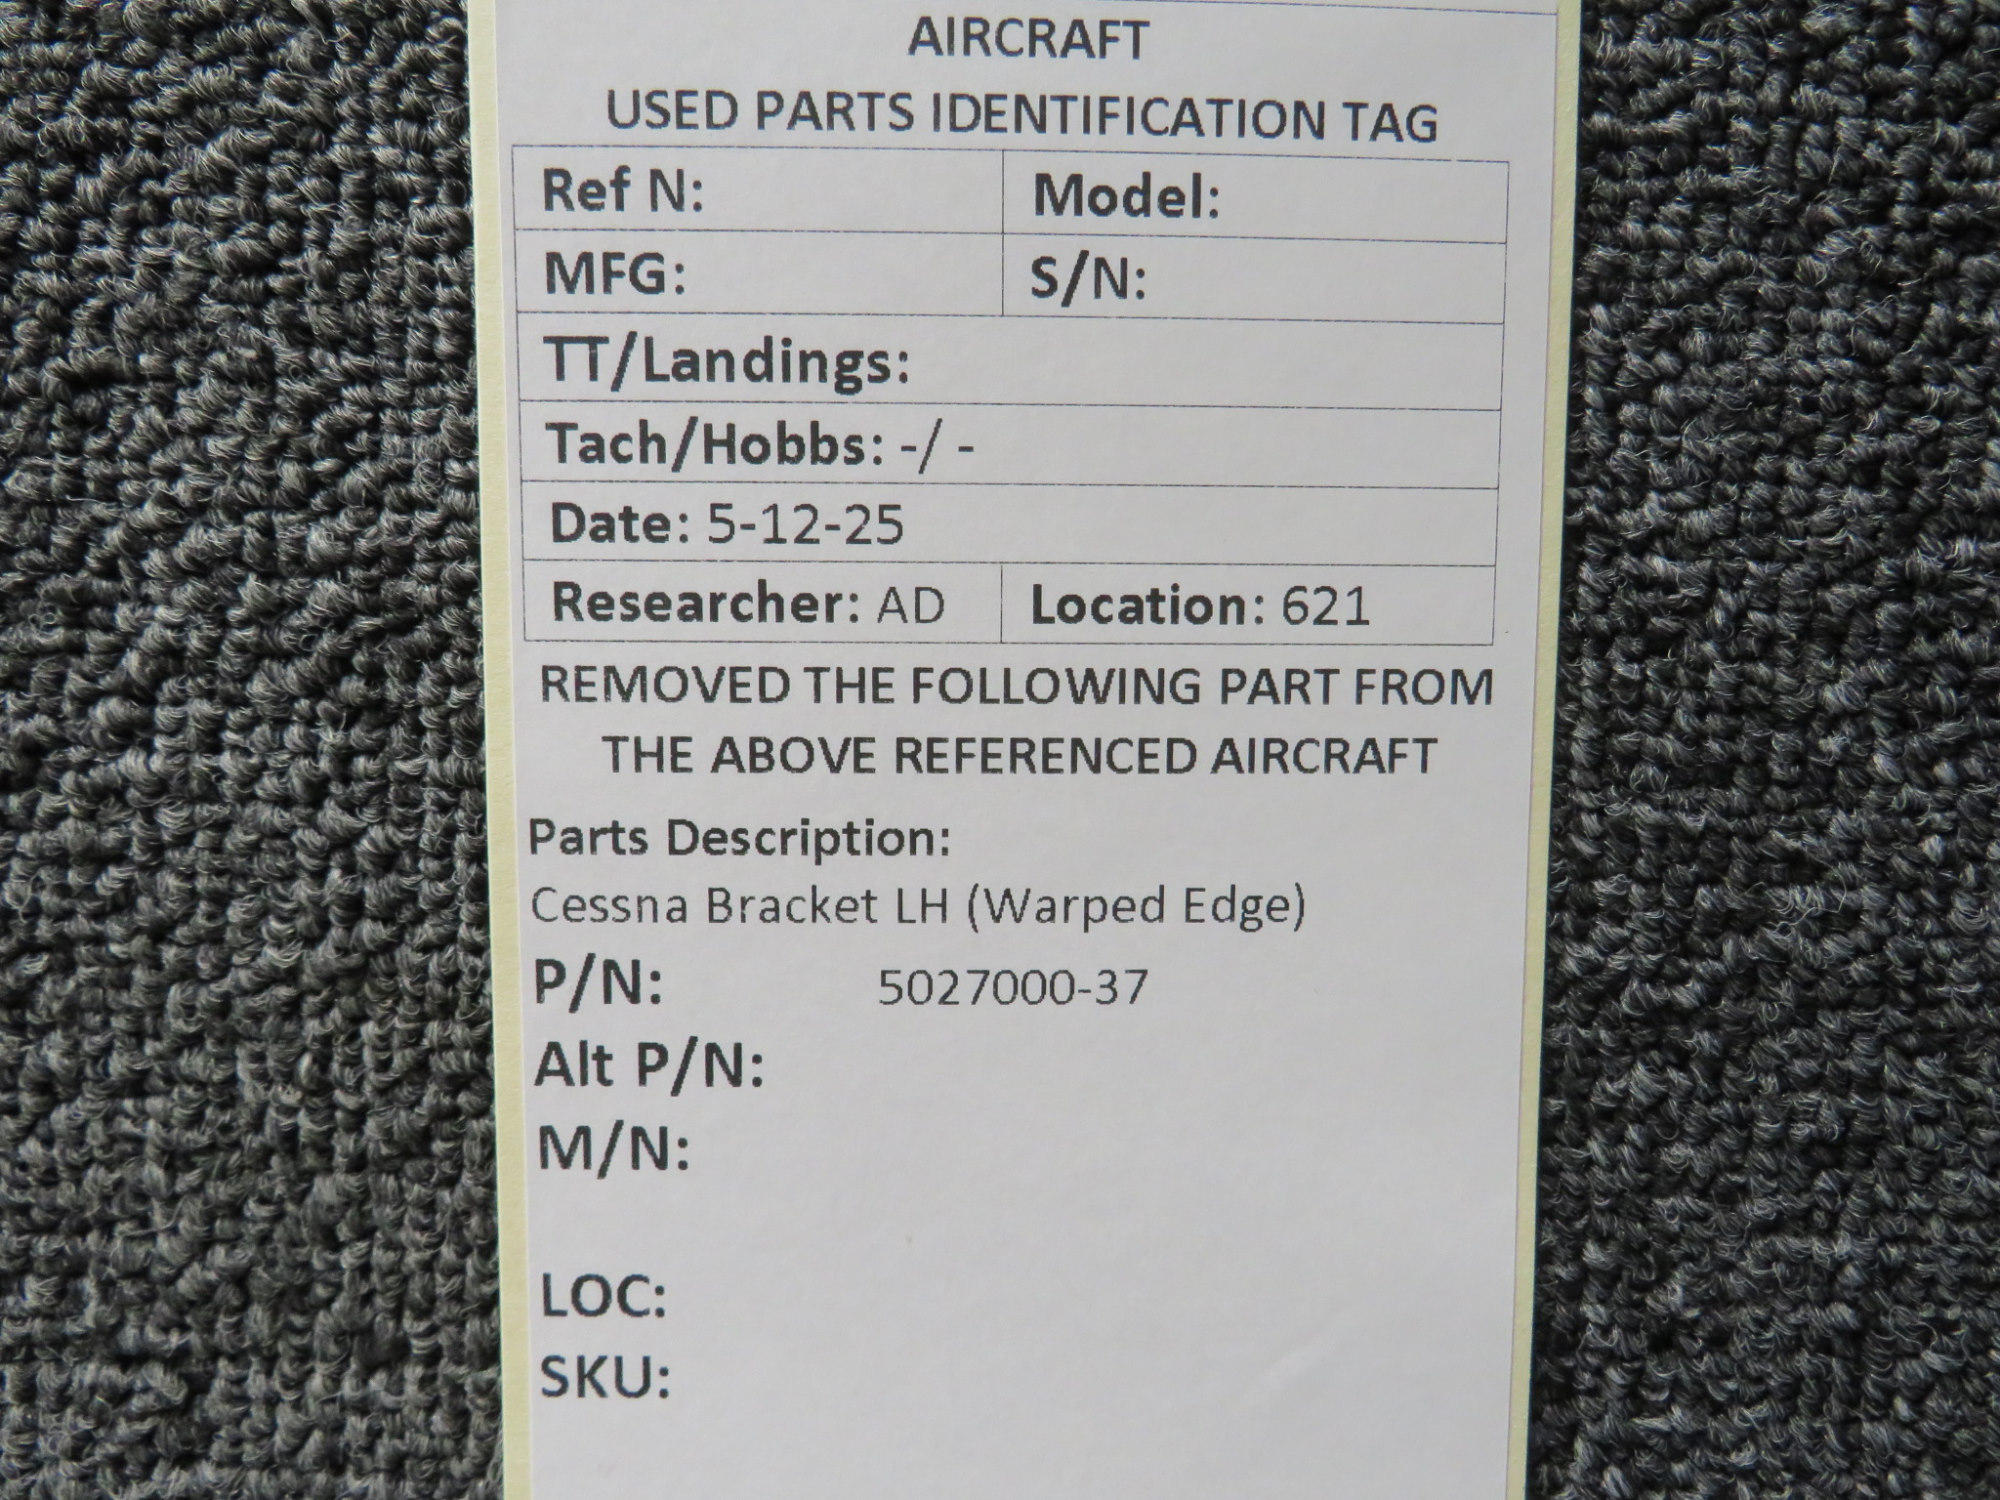 AIRCRAFT
USED PARTS IDENTIFICATION TAG
Ref N: Model:
MFG: S/N:
TT/Landings:
Tach/Hobbs: -/ -
Date: 5-12-25
Researcher: AD Location: 621
REMOVED THE FOLLOWING PART FROM
THE ABOVE REFERENCED AIRCRAFT
Parts Description:
Cessna Bracket LH (Warped Edge)
P/N: 5027000-37
Alt P/N:
M/N:
LOC:
SKU: